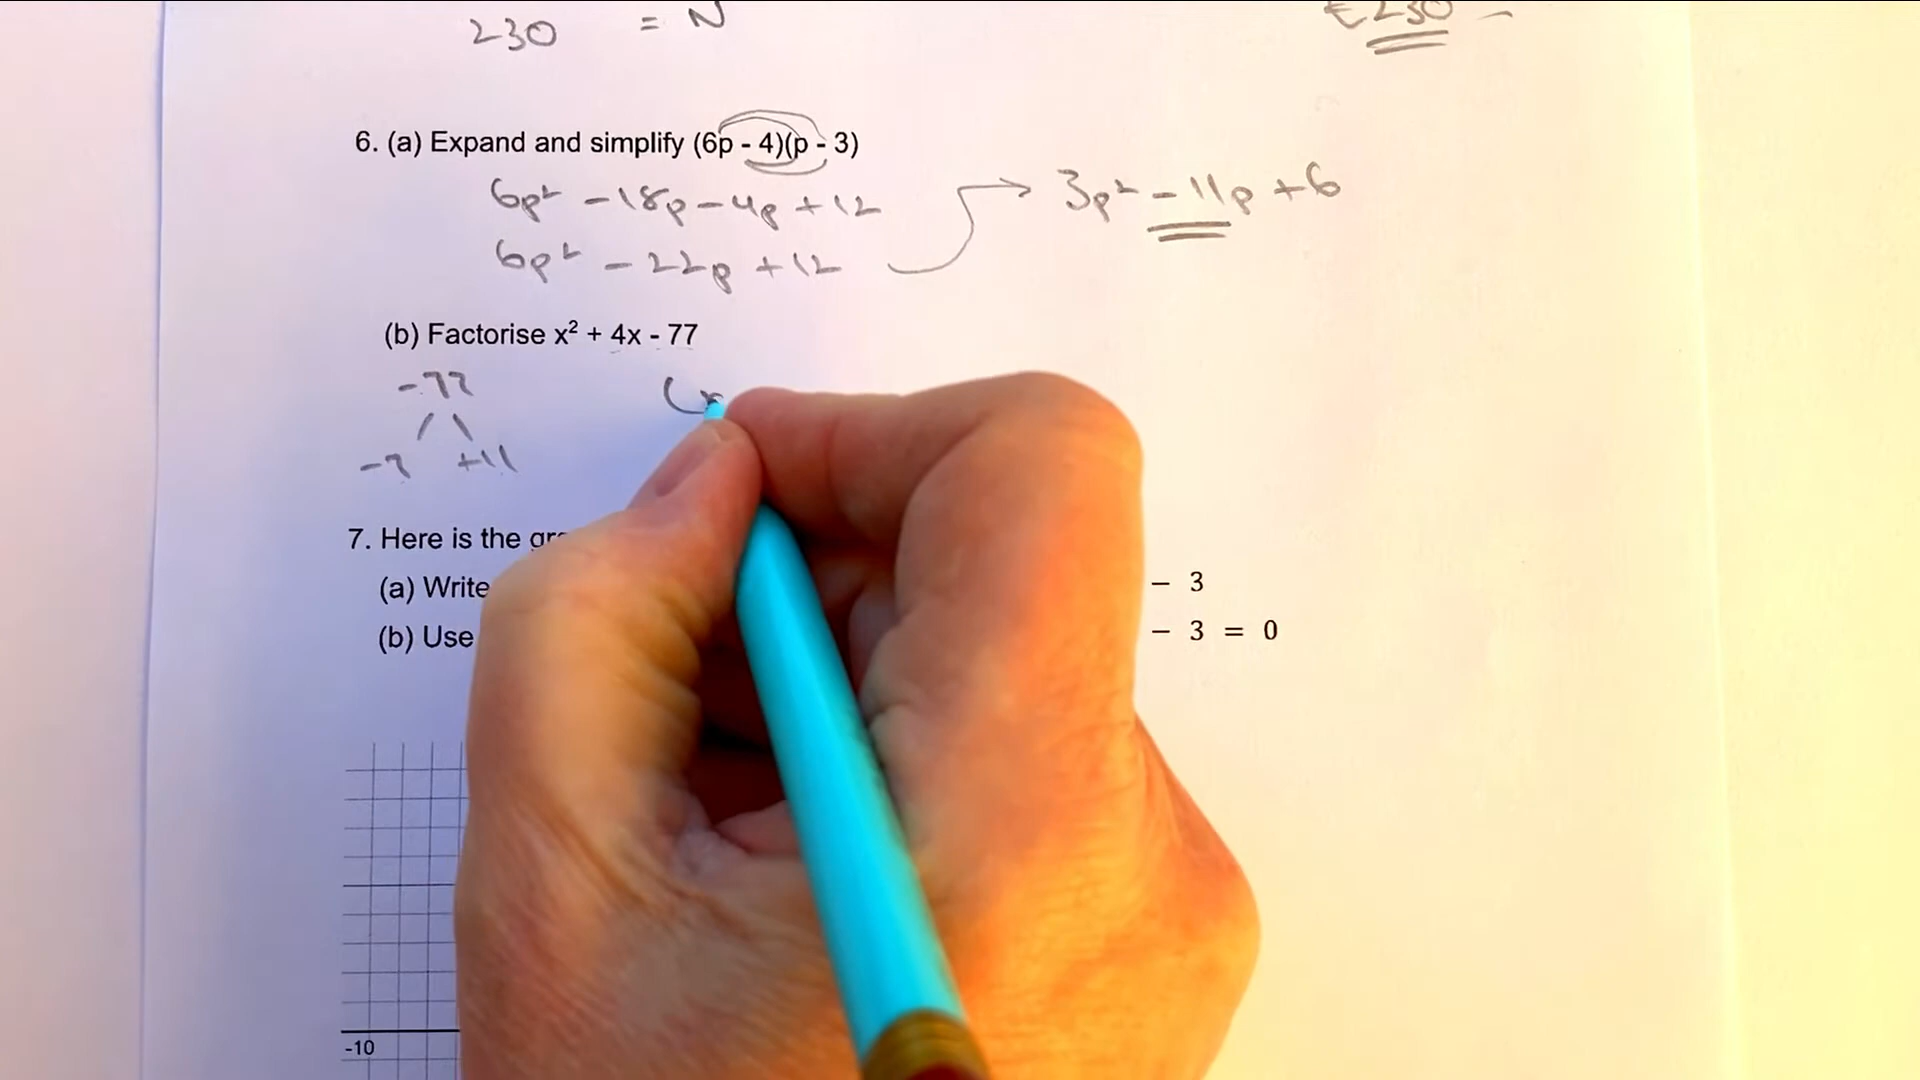 230 = N €230
6. (a) Expand and simplify (6p - 4)(p - 3)
6p² - 18p - 4p + 12 → 3p² - 11p + 6
6p² - 22p + 12
(b) Factorise x² + 4x - 77
-77 (x
-7 +11
7. Here is the
(a) Write − 3
(b) Use − 3 = 0
-10